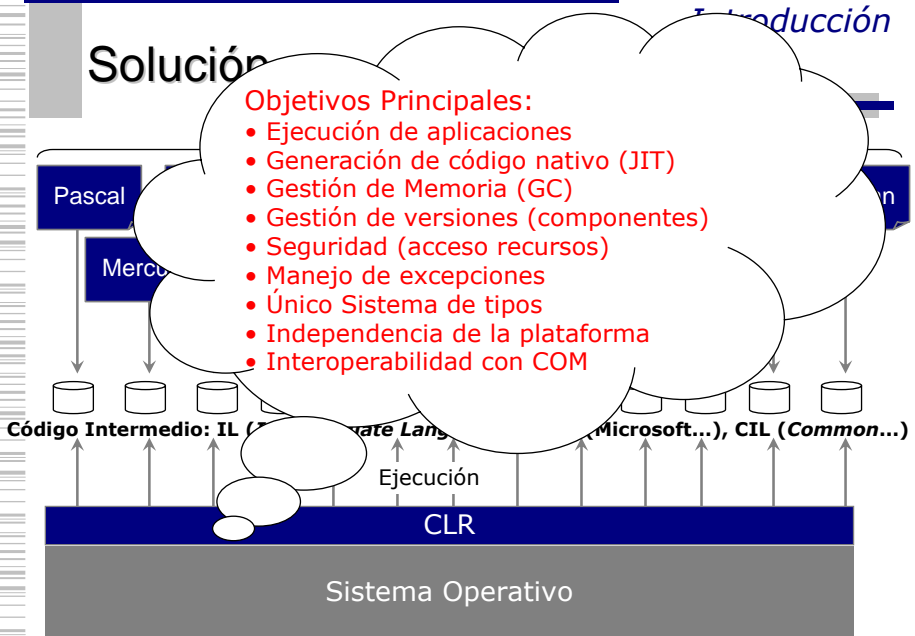 Introducción
Solución
Objetivos Principales:
• Ejecución de aplicaciones
• Generación de código nativo (JIT)
• Gestión de Memoria (GC)
• Gestión de versiones (componentes)
• Seguridad (acceso recursos)
• Manejo de excepciones
• Único Sistema de tipos
• Independencia de la plataforma
• Interoperabilidad con COM
Pascal
Merc
Código Intermedio: IL ( Lang (Microsoft...), CIL (Common...)
Ejecución
CLR
Sistema Operativo